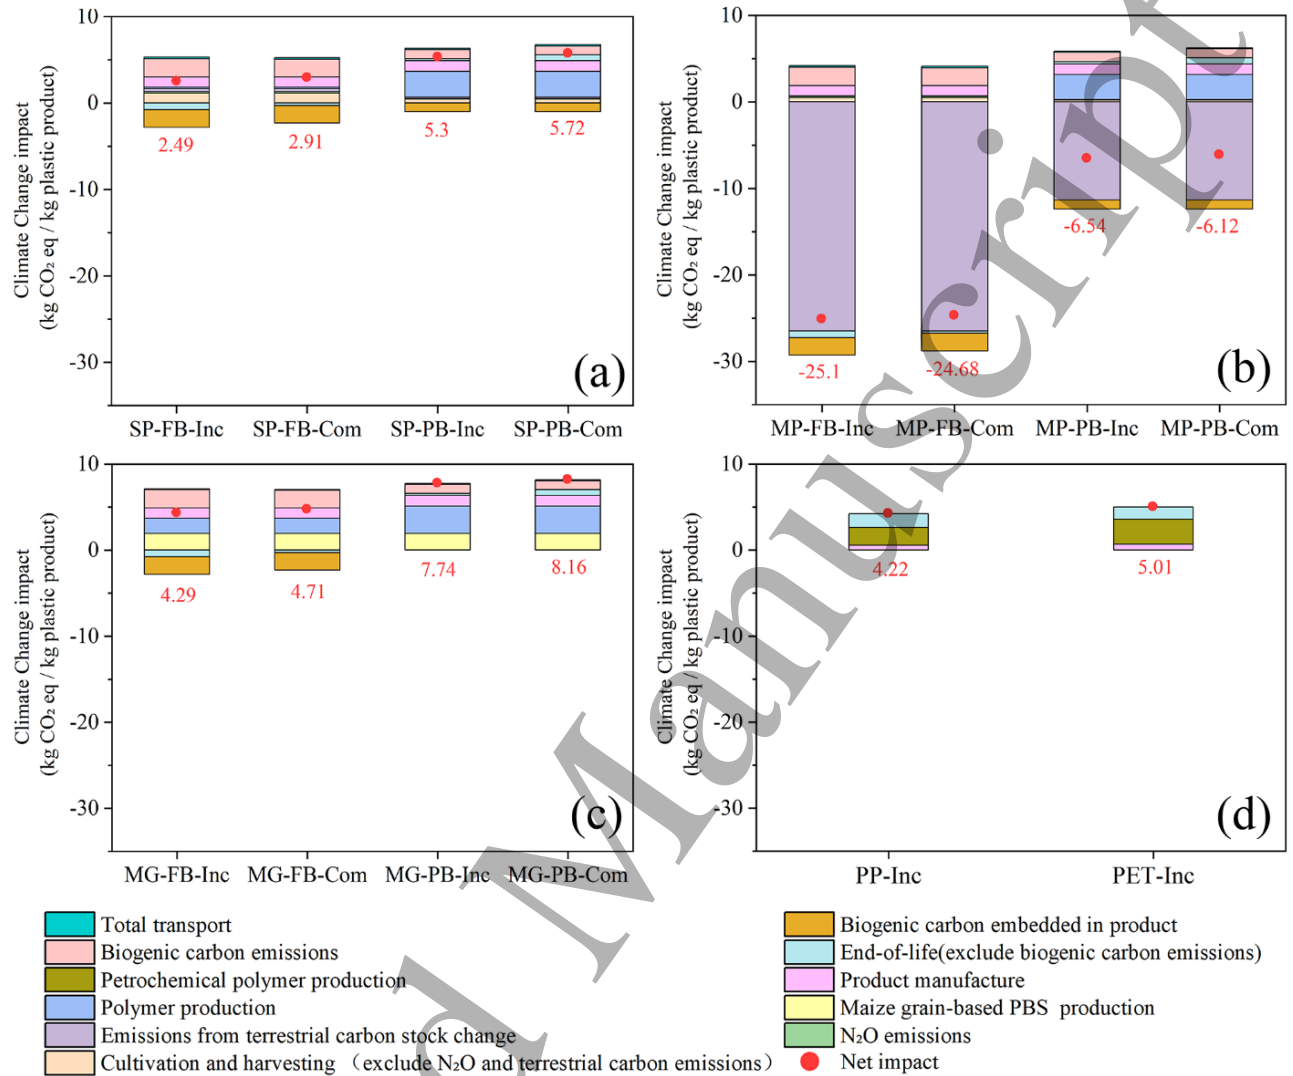 10
0
-10
-20
-30
Climate Change impact
(kg CO₂ eq / kg plastic product)
2.49
2.91
5.3
5.72
(a)
SP-FB-Inc
SP-FB-Com
SP-PB-Inc
SP-PB-Com
10
0
-10
-20
-30
Climate Change impact
(kg CO₂ eq / kg plastic product)
-25.1
-24.68
-6.54
-6.12
(b)
MP-FB-Inc
MP-FB-Com
MP-PB-Inc
MP-PB-Com
10
0
-10
-20
-30
Climate Change impact
(kg CO₂ eq / kg plastic product)
4.29
4.71
7.74
8.16
(c)
MG-FB-Inc
MG-FB-Com
MG-PB-Inc
MG-PB-Com
10
0
-10
-20
-30
Climate Change impact
(kg CO₂ eq / kg plastic product)
4.22
5.01
(d)
PP-Inc
PET-Inc
Total transport
Biogenic carbon emissions
Petrochemical polymer production
Polymer production
Emissions from terrestrial carbon stock change
Cultivation and harvesting （exclude N₂O and terrestrial carbon emissions）
Biogenic carbon embedded in product
End-of-life(exclude biogenic carbon emissions)
Product manufacture
Maize grain-based PBS production
N₂O emissions
Net impact
d Manuscript